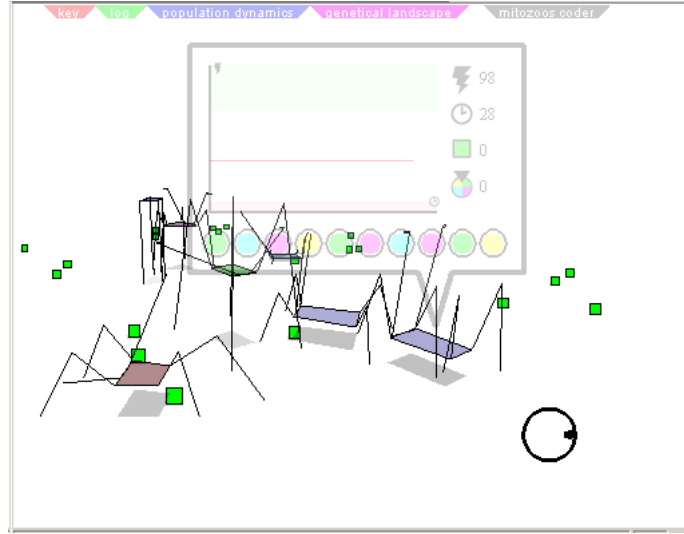 key log population dynamics genetical landscape mitozoos coder
98
28
0
0